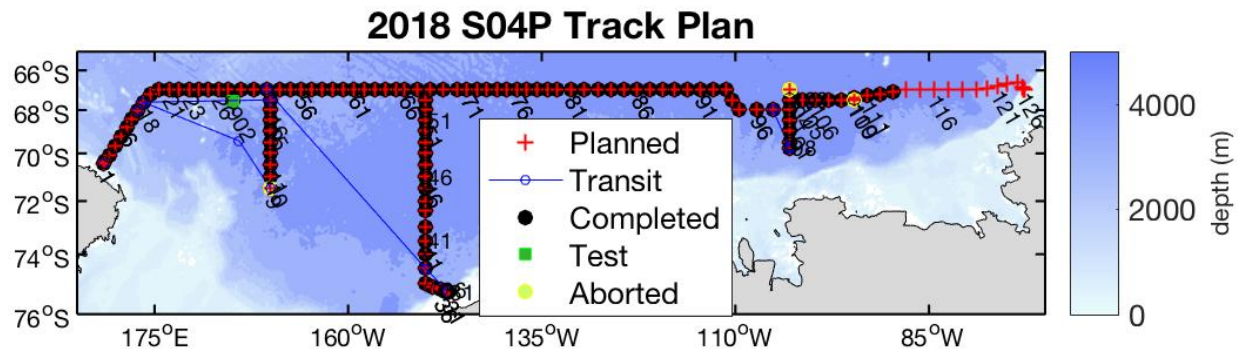 2018 S04P Track Plan
66°S
68°S
70°S
72°S
74°S
76°S
175°E
160°W
135°W
110°W
85°W
Planned
Transit
Completed
Test
Aborted
56
61
66
71
76
81
86
91
96
116
121
126
51
46
41
4000
2000
0
depth (m)